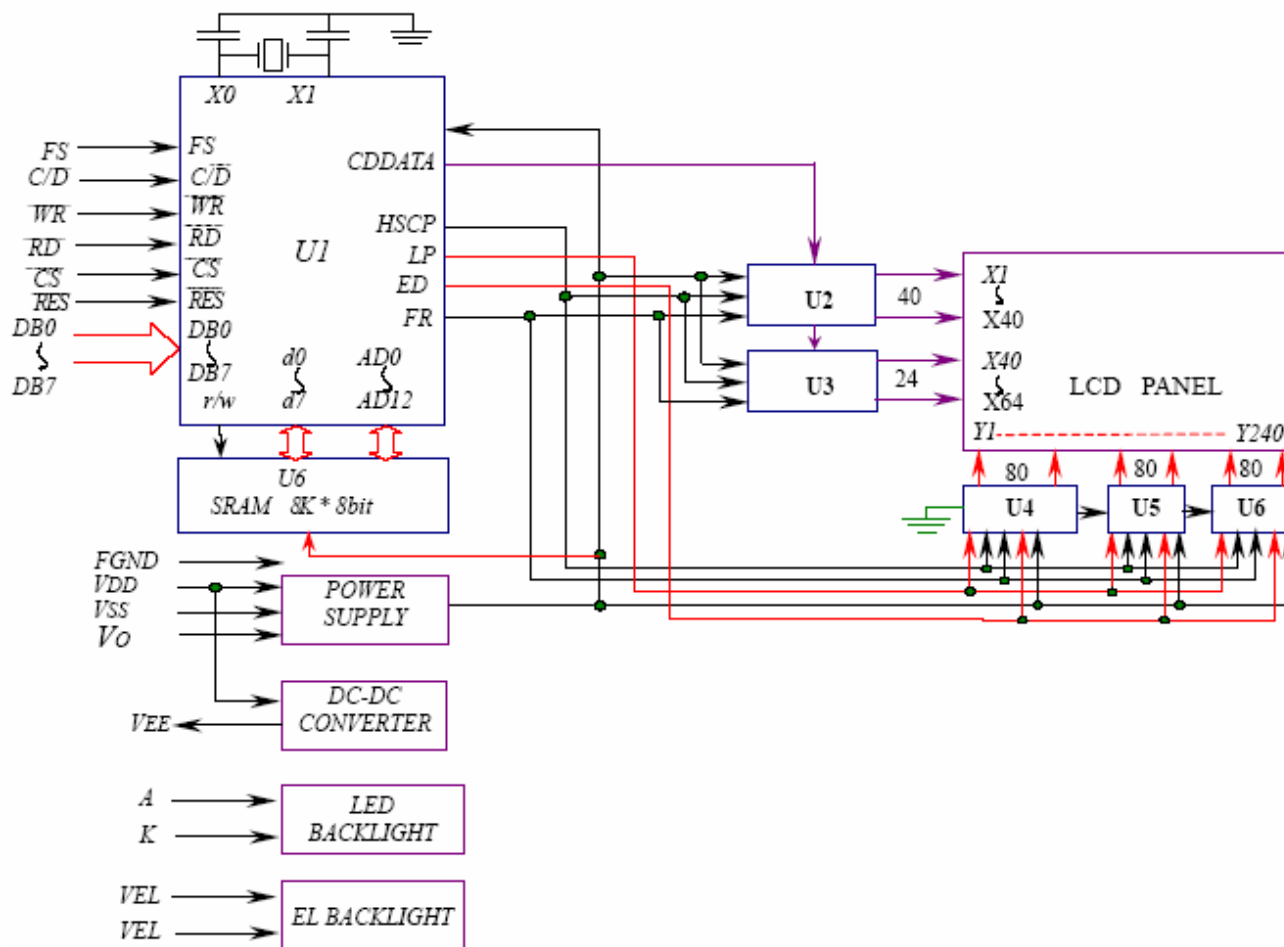 X0 X1
FS FS
C/D C/D
WR WR
RD RD
CS CS
RES RES
DB0 DB0
DB7 DB7
U1
CDDATA
HSCP
LP
ED
FR
r/w
d0
d7
AD0
AD12
U6
SRAM 8K * 8bit
U2
40
U3
24
X1
X40
X40
X64
LCD PANEL
Y1 Y240
80 80 80
U4 U5 U6
FGND
VDD
VSS
Vo
POWER
SUPPLY
DC-DC
CONVERTER
VEE
A
K
LED
BACKLIGHT
VEL
VEL
EL BACKLIGHT